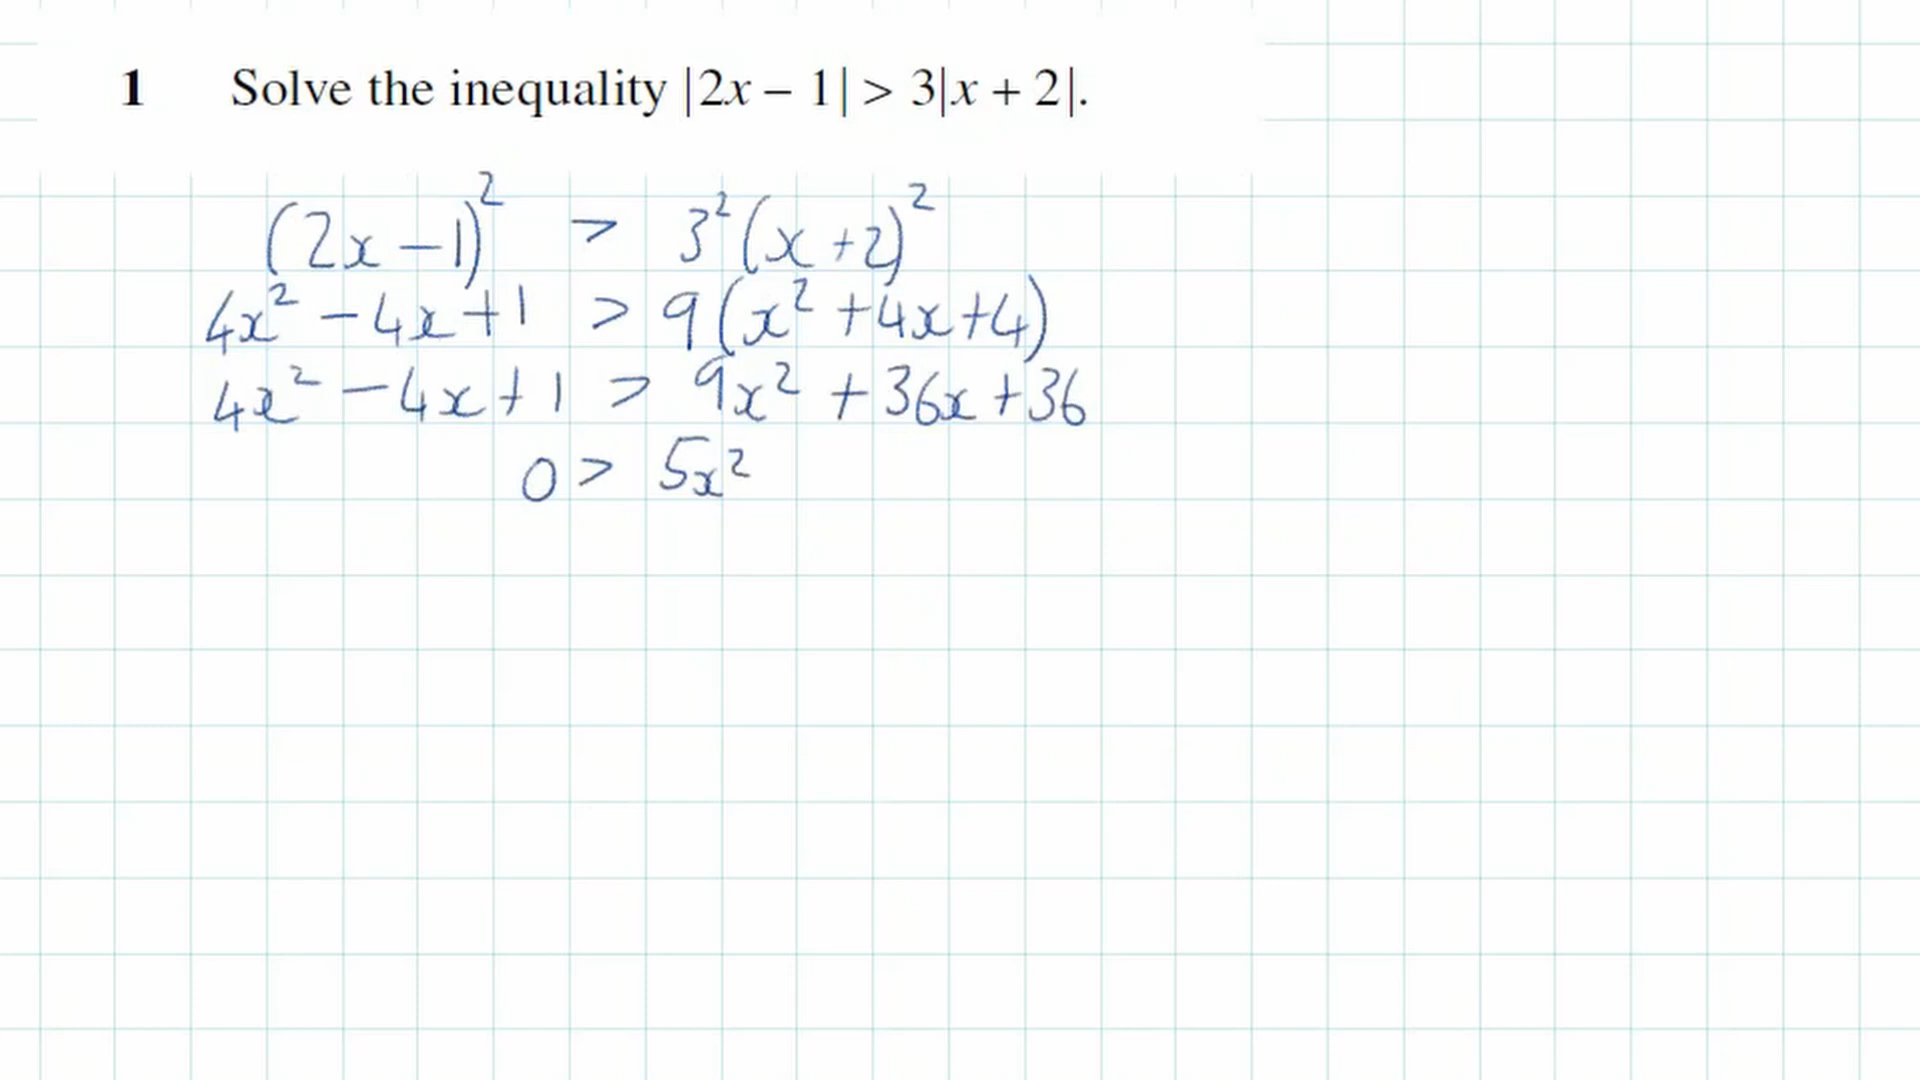 1 Solve the inequality |2x − 1| > 3|x + 2|.
(2x − 1)² > 3²(x + 2)²
4x² − 4x + 1 > 9(x² + 4x + 4)
4x² − 4x + 1 > 9x² + 36x + 36
0 > 5x²